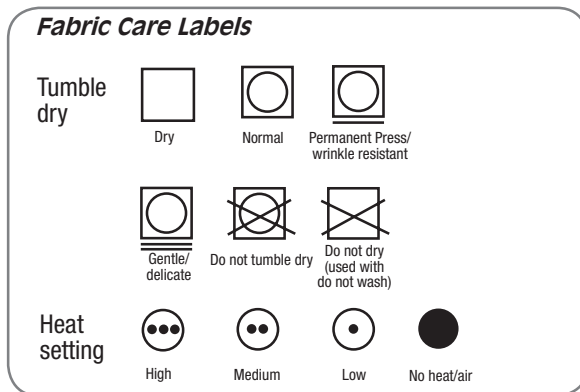 Fabric Care Labels
Tumble
dry
Dry
Normal
Permanent Press/
wrinkle resistant
Gentle/
delicate
Do not tumble dry
Do not dry
(used with
do not wash)
Heat
setting
High
Medium
Low
No heat/air